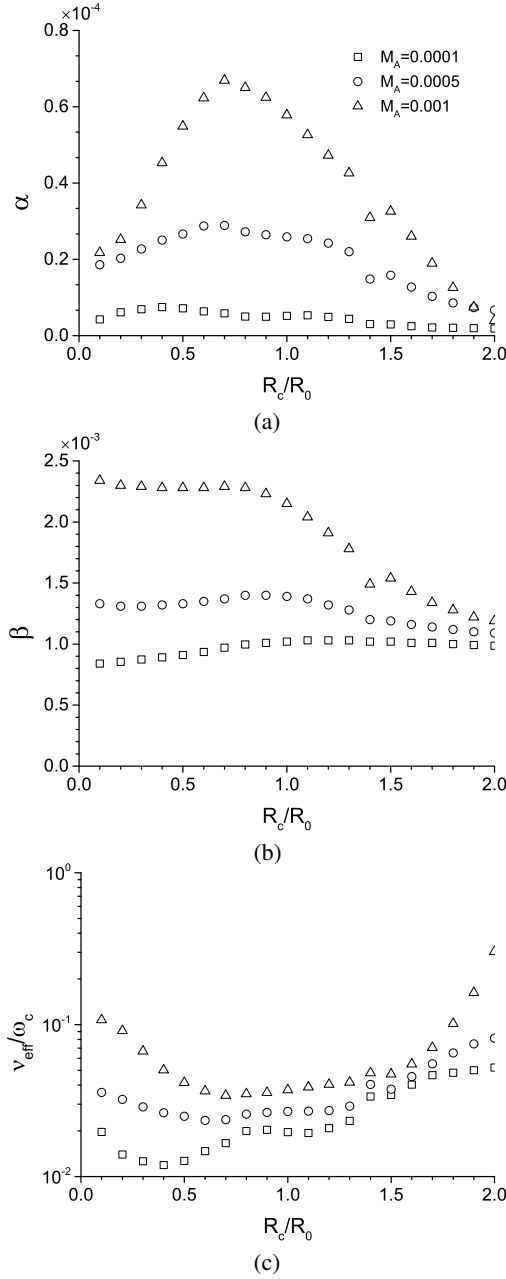 ×10⁻⁴
0.8
0.6
0.4
0.2
0.0
α
M_A=0.0001
M_A=0.0005
M_A=0.001
0.0 0.5 1.0 1.5 2.0
R_c/R_0
(a)
×10⁻³
2.5
2.0
1.5
1.0
0.5
0.0
β
0.0 0.5 1.0 1.5 2.0
R_c/R_0
(b)
10⁰
10⁻¹
10⁻²
ν_eff/ω_c
0.0 0.5 1.0 1.5 2.0
R_c/R_0
(c)